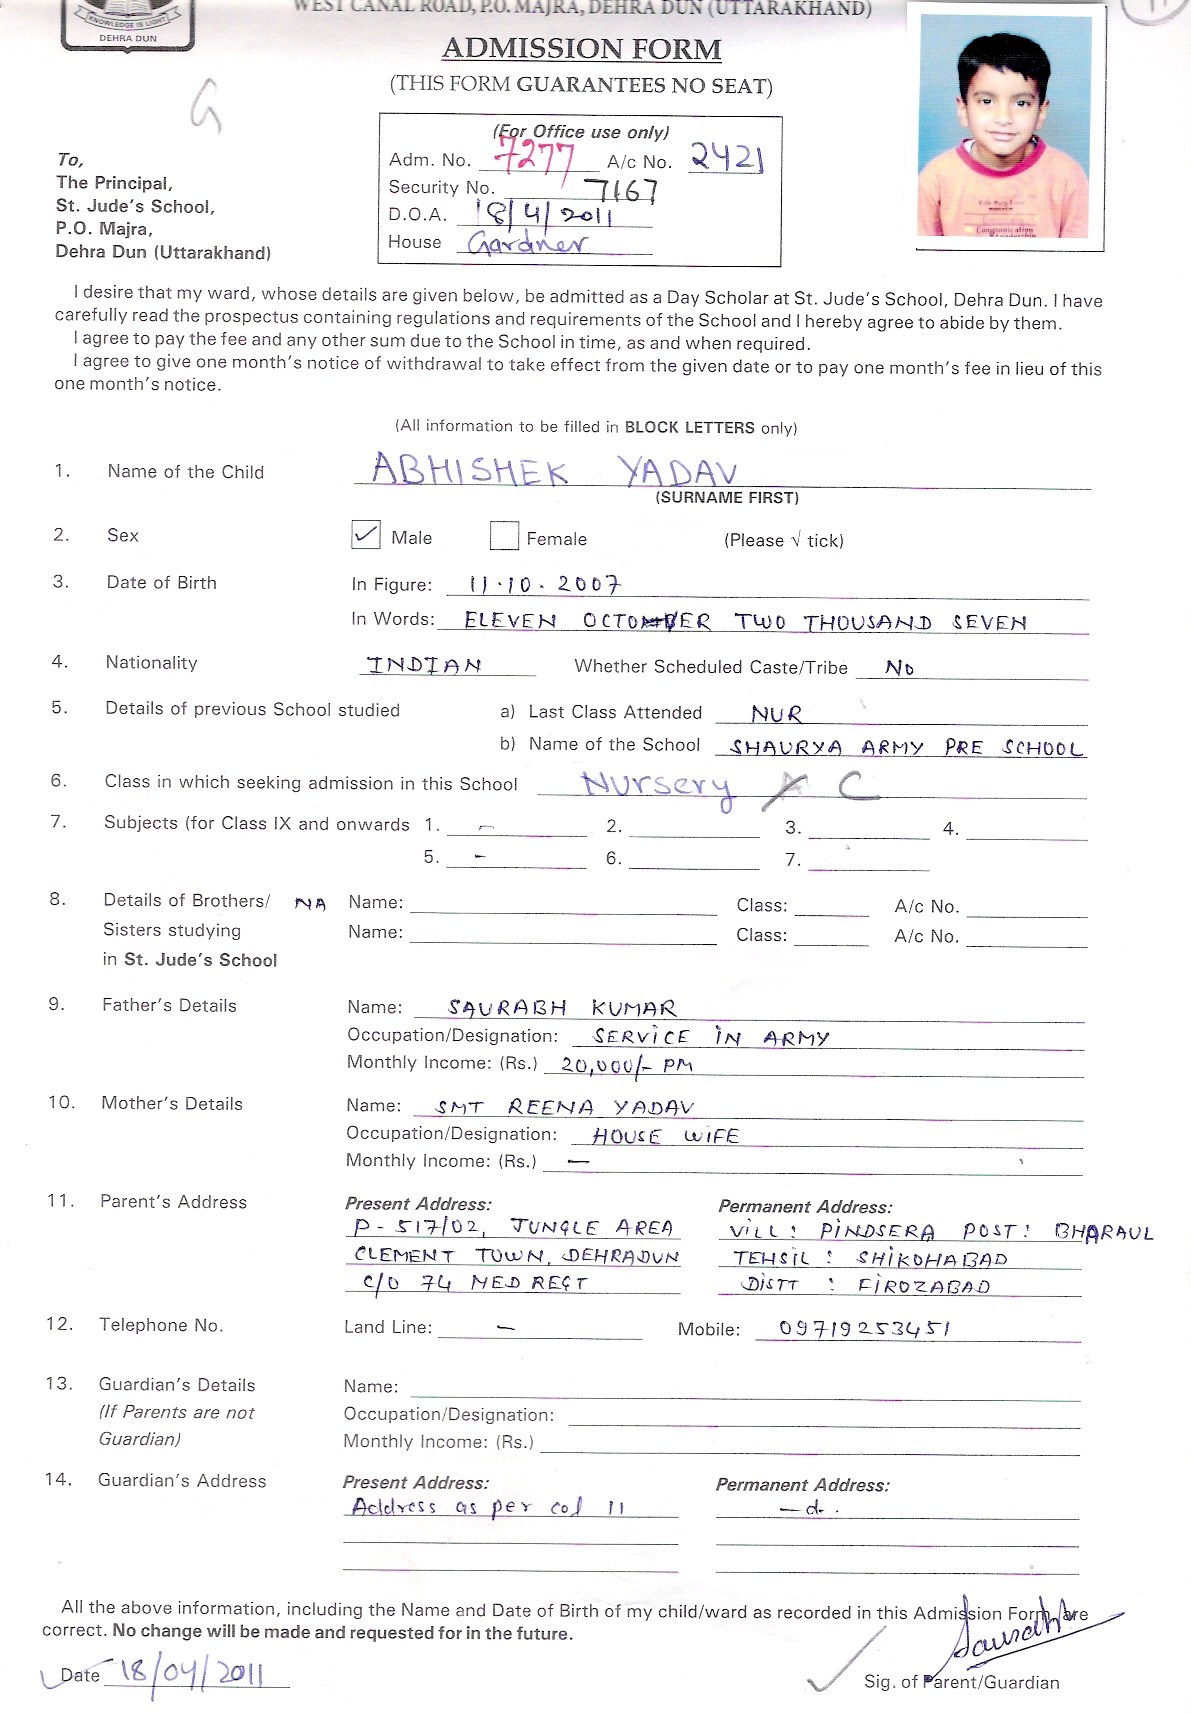 WEST CANAL ROAD, P.O. MAJRA, DEHRA DUN (UTTARAKHAND)
KNOWLEDGE IS LIGHT
DEHRA DUN
ADMISSION FORM
(THIS FORM GUARANTEES NO SEAT)
G
(For Office use only)
Adm. No. 7277 A/c No. 2421
Security No. 7167
D.O.A. 18/4/2011
House Gardner
To,
The Principal,
St. Jude's School,
P.O. Majra,
Dehra Dun (Uttarakhand)
I desire that my ward, whose details are given below, be admitted as a Day Scholar at St. Jude's School, Dehra Dun. I have
carefully read the prospectus containing regulations and requirements of the School and I hereby agree to abide by them.
I agree to pay the fee and any other sum due to the School in time, as and when required.
I agree to give one month's notice of withdrawal to take effect from the given date or to pay one month's fee in lieu of this
one month's notice.
(All information to be filled in BLOCK LETTERS only)
1. Name of the Child ABHISHEK YADAV
(SURNAME FIRST)
2. Sex ✓ Male Female (Please √ tick)
3. Date of Birth In Figure: 11.10.2007
In Words: ELEVEN OCTOBER TWO THOUSAND SEVEN
4. Nationality INDIAN Whether Scheduled Caste/Tribe No
5. Details of previous School studied a) Last Class Attended NUR
b) Name of the School SHAURYA ARMY PRE SCHOOL
6. Class in which seeking admission in this School Nursery A C
7. Subjects (for Class IX and onwards 1. - 2. 3. 4.
5. - 6. 7.
8. Details of Brothers/ NA Name: Class: A/c No.
Sisters studying Name: Class: A/c No.
in St. Jude's School
9. Father's Details Name: SAURABH KUMAR
Occupation/Designation: SERVICE IN ARMY
Monthly Income: (Rs.) 20,000/- PM
10. Mother's Details Name: SMT REENA YADAV
Occupation/Designation: HOUSE WIFE
Monthly Income: (Rs.) —
11. Parent's Address Present Address: Permanent Address:
P-517/02, JUNGLE AREA VILL: PINDSERA POST: BHARAUL
CLEMENT TOWN, DEHRADUN TEHSIL: SHIKOHABAD
C/O 74 MED REGT DISTT : FIROZABAD
12. Telephone No. Land Line: — Mobile: 09719253451
13. Guardian's Details Name:
(If Parents are not Occupation/Designation:
Guardian) Monthly Income: (Rs.)
14. Guardian's Address Present Address: Permanent Address:
Address as per col 11 —d.
All the above information, including the Name and Date of Birth of my child/ward as recorded in this Admission Form are
correct. No change will be made and requested for in the future.
Saurabh
Date 18/04/2011 Sig. of Parent/Guardian